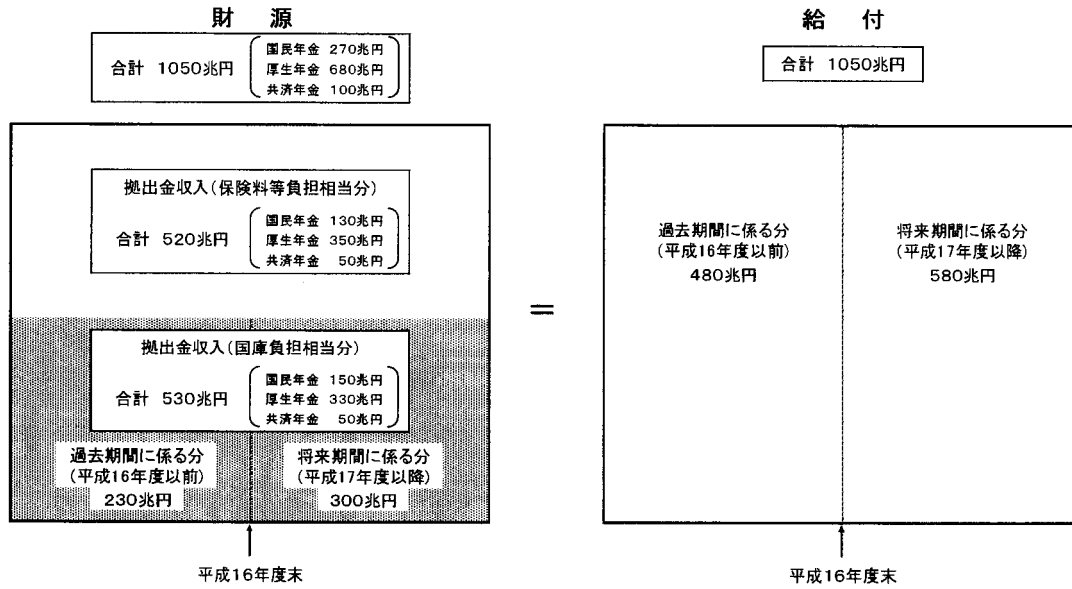 財 源
合計 1050兆円
国民年金 270兆円
厚生年金 680兆円
共済年金 100兆円
拠出金収入(保険料等負担相当分)
合計 520兆円
国民年金 130兆円
厚生年金 350兆円
共済年金 50兆円
拠出金収入(国庫負担相当分)
合計 530兆円
国民年金 150兆円
厚生年金 330兆円
共済年金 50兆円
過去期間に係る分
(平成16年度以前)
230兆円
将来期間に係る分
(平成17年度以降)
300兆円
平成16年度末
=
給 付
合計 1050兆円
過去期間に係る分
(平成16年度以前)
480兆円
将来期間に係る分
(平成17年度以降)
580兆円
平成16年度末